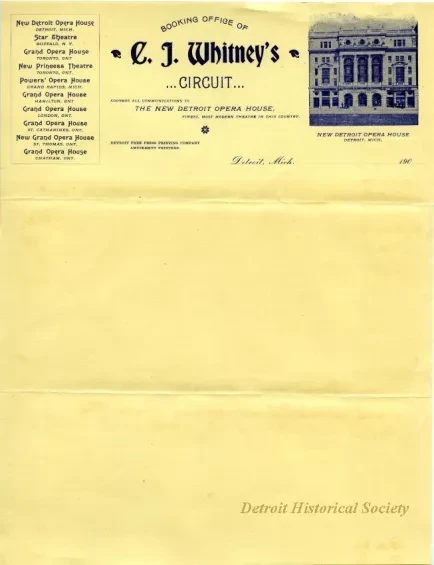 New Detroit Opera House
DETROIT, MICH.
Star Theatre
BUFFALO, N. Y.
Grand Opera House
TORONTO, ONT.
New Princess Theatre
TORONTO, ONT.
Powers' Opera House
GRAND RAPIDS, MICH.
Grand Opera House
HAMILTON, ONT
Grand Opera House
LONDON, ONT.
Grand Opera House
ST. CATHARINES, ONT.
New Grand Opera House
ST. THOMAS, ONT.
Grand Opera House
CHATHAM, ONT.
BOOKING OFFICE OF
C. J. Whitney's
...CIRCUIT...
ADDRESS ALL COMMUNICATIONS TO
THE NEW DETROIT OPERA HOUSE,
FINEST, MOST MODERN THEATRE IN THIS COUNTRY.
DETROIT FREE PRESS PRINTING COMPANY
AMUSEMENT PRINTERS
NEW DETROIT OPERA HOUSE
DETROIT, MICH.
Detroit, Mich. 190
Detroit Historical Society